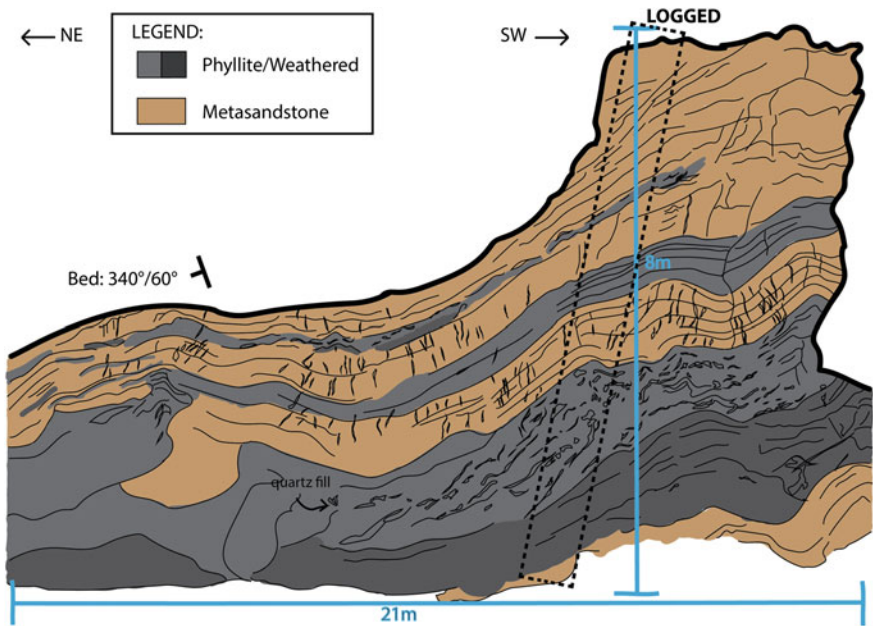 ← NE
LEGEND:
Phyllite/Weathered
Metasandstone
SW →
LOGGED
8m
Bed: 340°/60°
quartz fill
21m